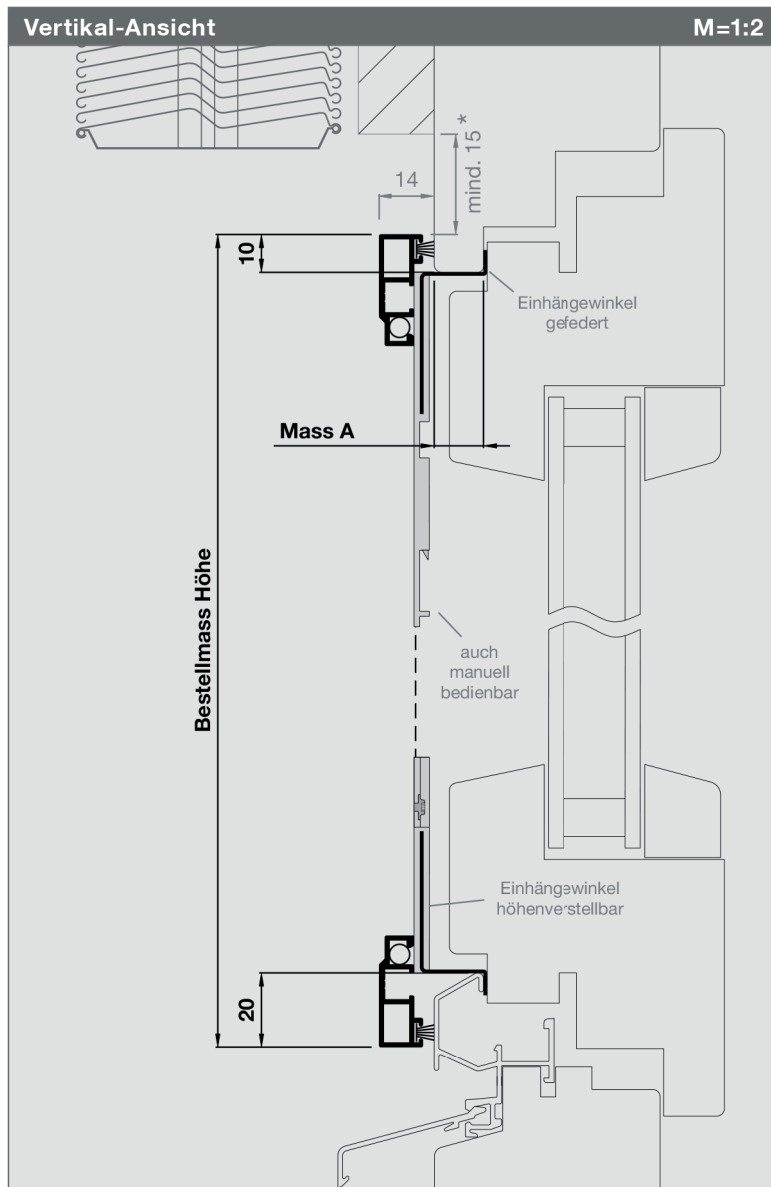 Vertikal-Ansicht M=1:2
mind. 15*
14
10
Einhängewinkel
gefedert
Mass A
Bestellmass Höhe
auch
manuell
bedienbar
Einhängewinkel
höhenverstellbar
20